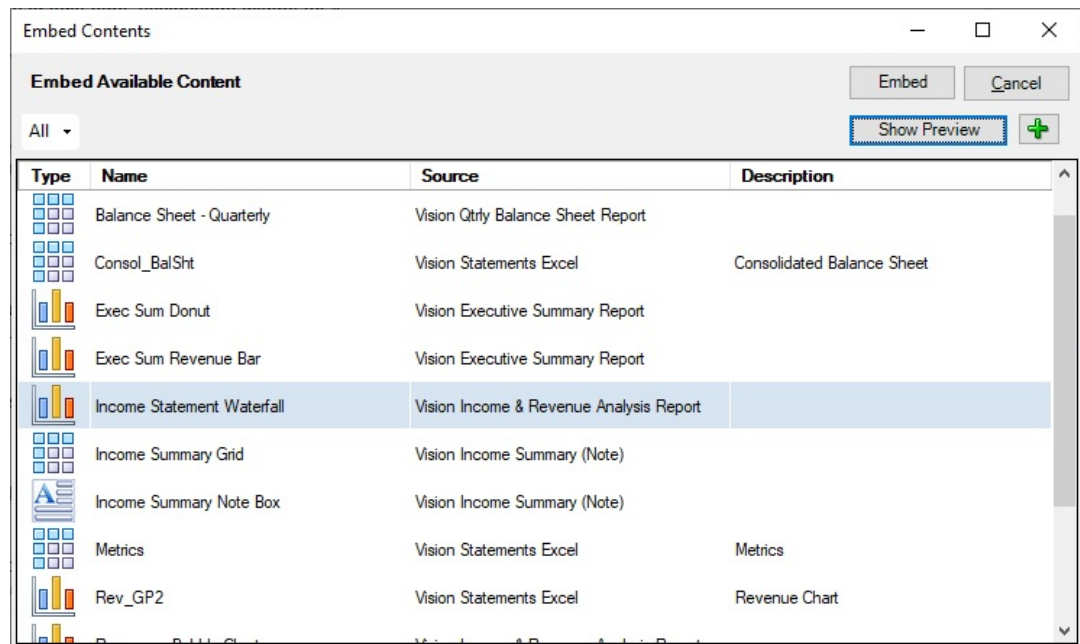 Embed Contents
Embed Available Content
Embed
Cancel
All
Show Preview
Type Name Source Description
Balance Sheet - Quarterly Vision Qtrly Balance Sheet Report
Consol_BalSht Vision Statements Excel Consolidated Balance Sheet
Exec Sum Donut Vision Executive Summary Report
Exec Sum Revenue Bar Vision Executive Summary Report
Income Statement Waterfall Vision Income & Revenue Analysis Report
Income Summary Grid Vision Income Summary (Note)
Income Summary Note Box Vision Income Summary (Note)
Metrics Vision Statements Excel Metrics
Rev_GP2 Vision Statements Excel Revenue Chart